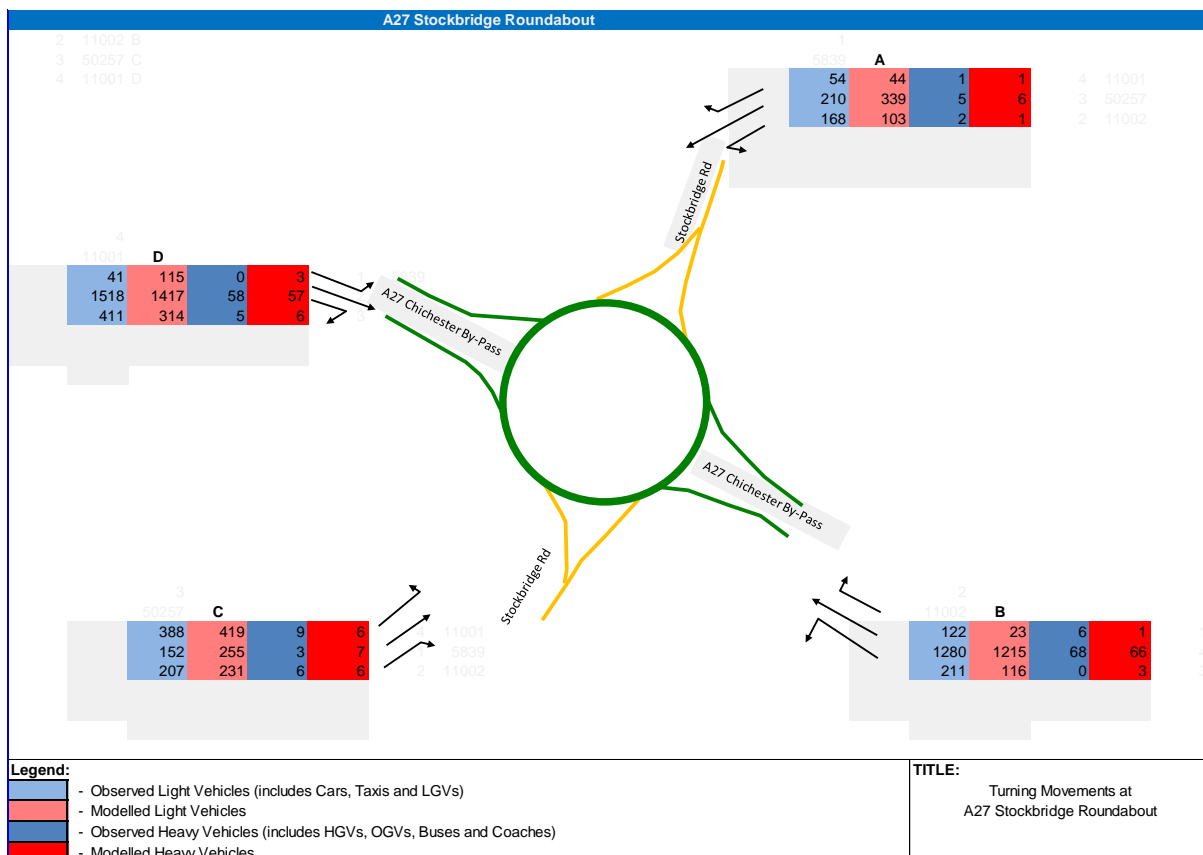 A27 Stockbridge Roundabout
2 11002 B
3 50257 C
4 11001 D
1
5839 A
54 44 1 1 4 11001
210 339 5 6 3 50257
168 103 2 1 2 11002
Stockbridge Rd
4
11001 D
41 115 0 3 1 5839
1518 1417 58 57
411 314 5 6 3
A27 Chichester By-Pass
A27 Chichester By-Pass
Stockbridge Rd
3
50257 C
388 419 9 6 4 11001
152 255 3 7 1 5839
207 231 6 6 2 11002
2
11002 B
122 23 6 1 1
1280 1215 68 66 4
211 116 0 3 3
Legend:
- Observed Light Vehicles (includes Cars, Taxis and LGVs)
- Modelled Light Vehicles
- Observed Heavy Vehicles (includes HGVs, OGVs, Buses and Coaches)
- Modelled Heavy Vehicles
TITLE:
Turning Movements at
A27 Stockbridge Roundabout